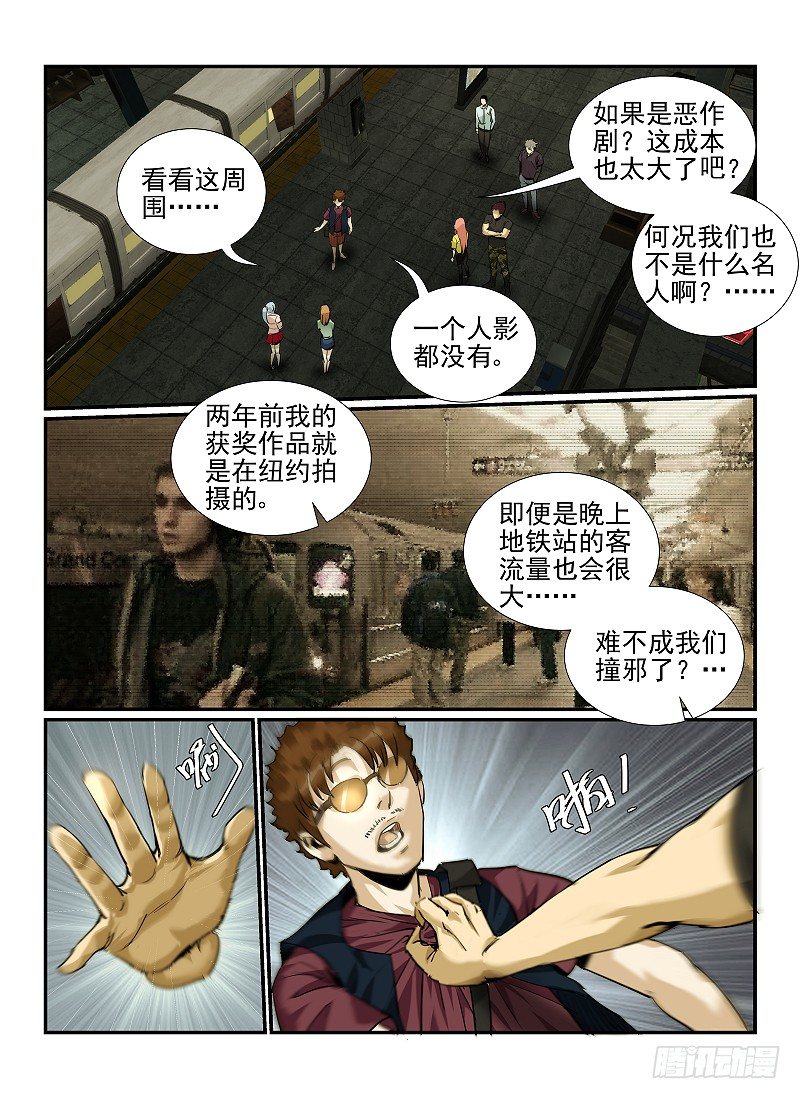 如果是恶作
剧？这成本
也太大了吧？
看看这周
围……
何况我们也
不是什么名
人啊？……
一个人影
都没有。
两年前我的
获奖作品就
是在纽约拍
摄的。
即便是晚上
地铁站的客
流量也会很
大……
难不成我们
撞邪了？…
唰
啪！
腾讯动漫